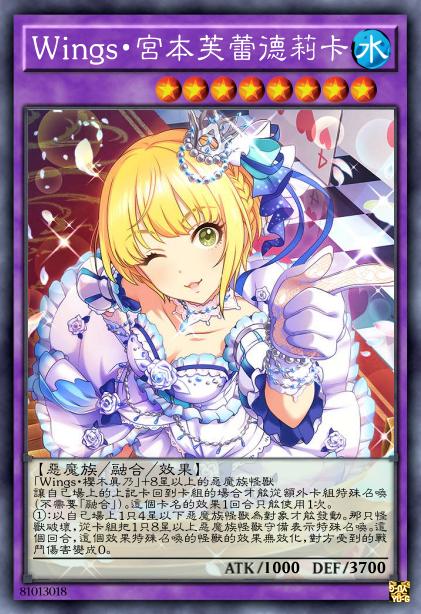 Wings・宮本芙蕾德莉卡
水
【惡魔族／融合／效果】
「Wings・櫻木真乃」+8星以上的惡魔族怪獸
讓自己場上的上記卡回到卡組的場合才能從額外卡組特殊召喚
(不需要「融合」)。這個卡名的效果1回合只能使用1次。
①:以自己場上1只4星以下惡魔族怪獸為對象才能發動。那只怪
獸破壞,從卡組把1只8星以上惡魔族怪獸守備表示特殊召喚。這
個回合,這個效果特殊召喚的怪獸的效果無效化,對方受到的戰
鬥傷害變成0。
ATK/1000 DEF/3700
81013018